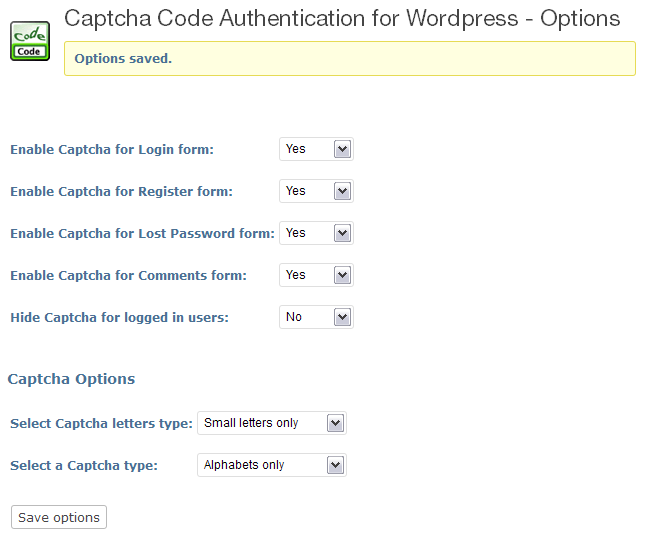 Captcha Code Authentication for Wordpress - Options
code
Code
Options saved.
Enable Captcha for Login form: Yes
Enable Captcha for Register form: Yes
Enable Captcha for Lost Password form: Yes
Enable Captcha for Comments form: Yes
Hide Captcha for logged in users: No
Captcha Options
Select Captcha letters type: Small letters only
Select a Captcha type: Alphabets only
Save options